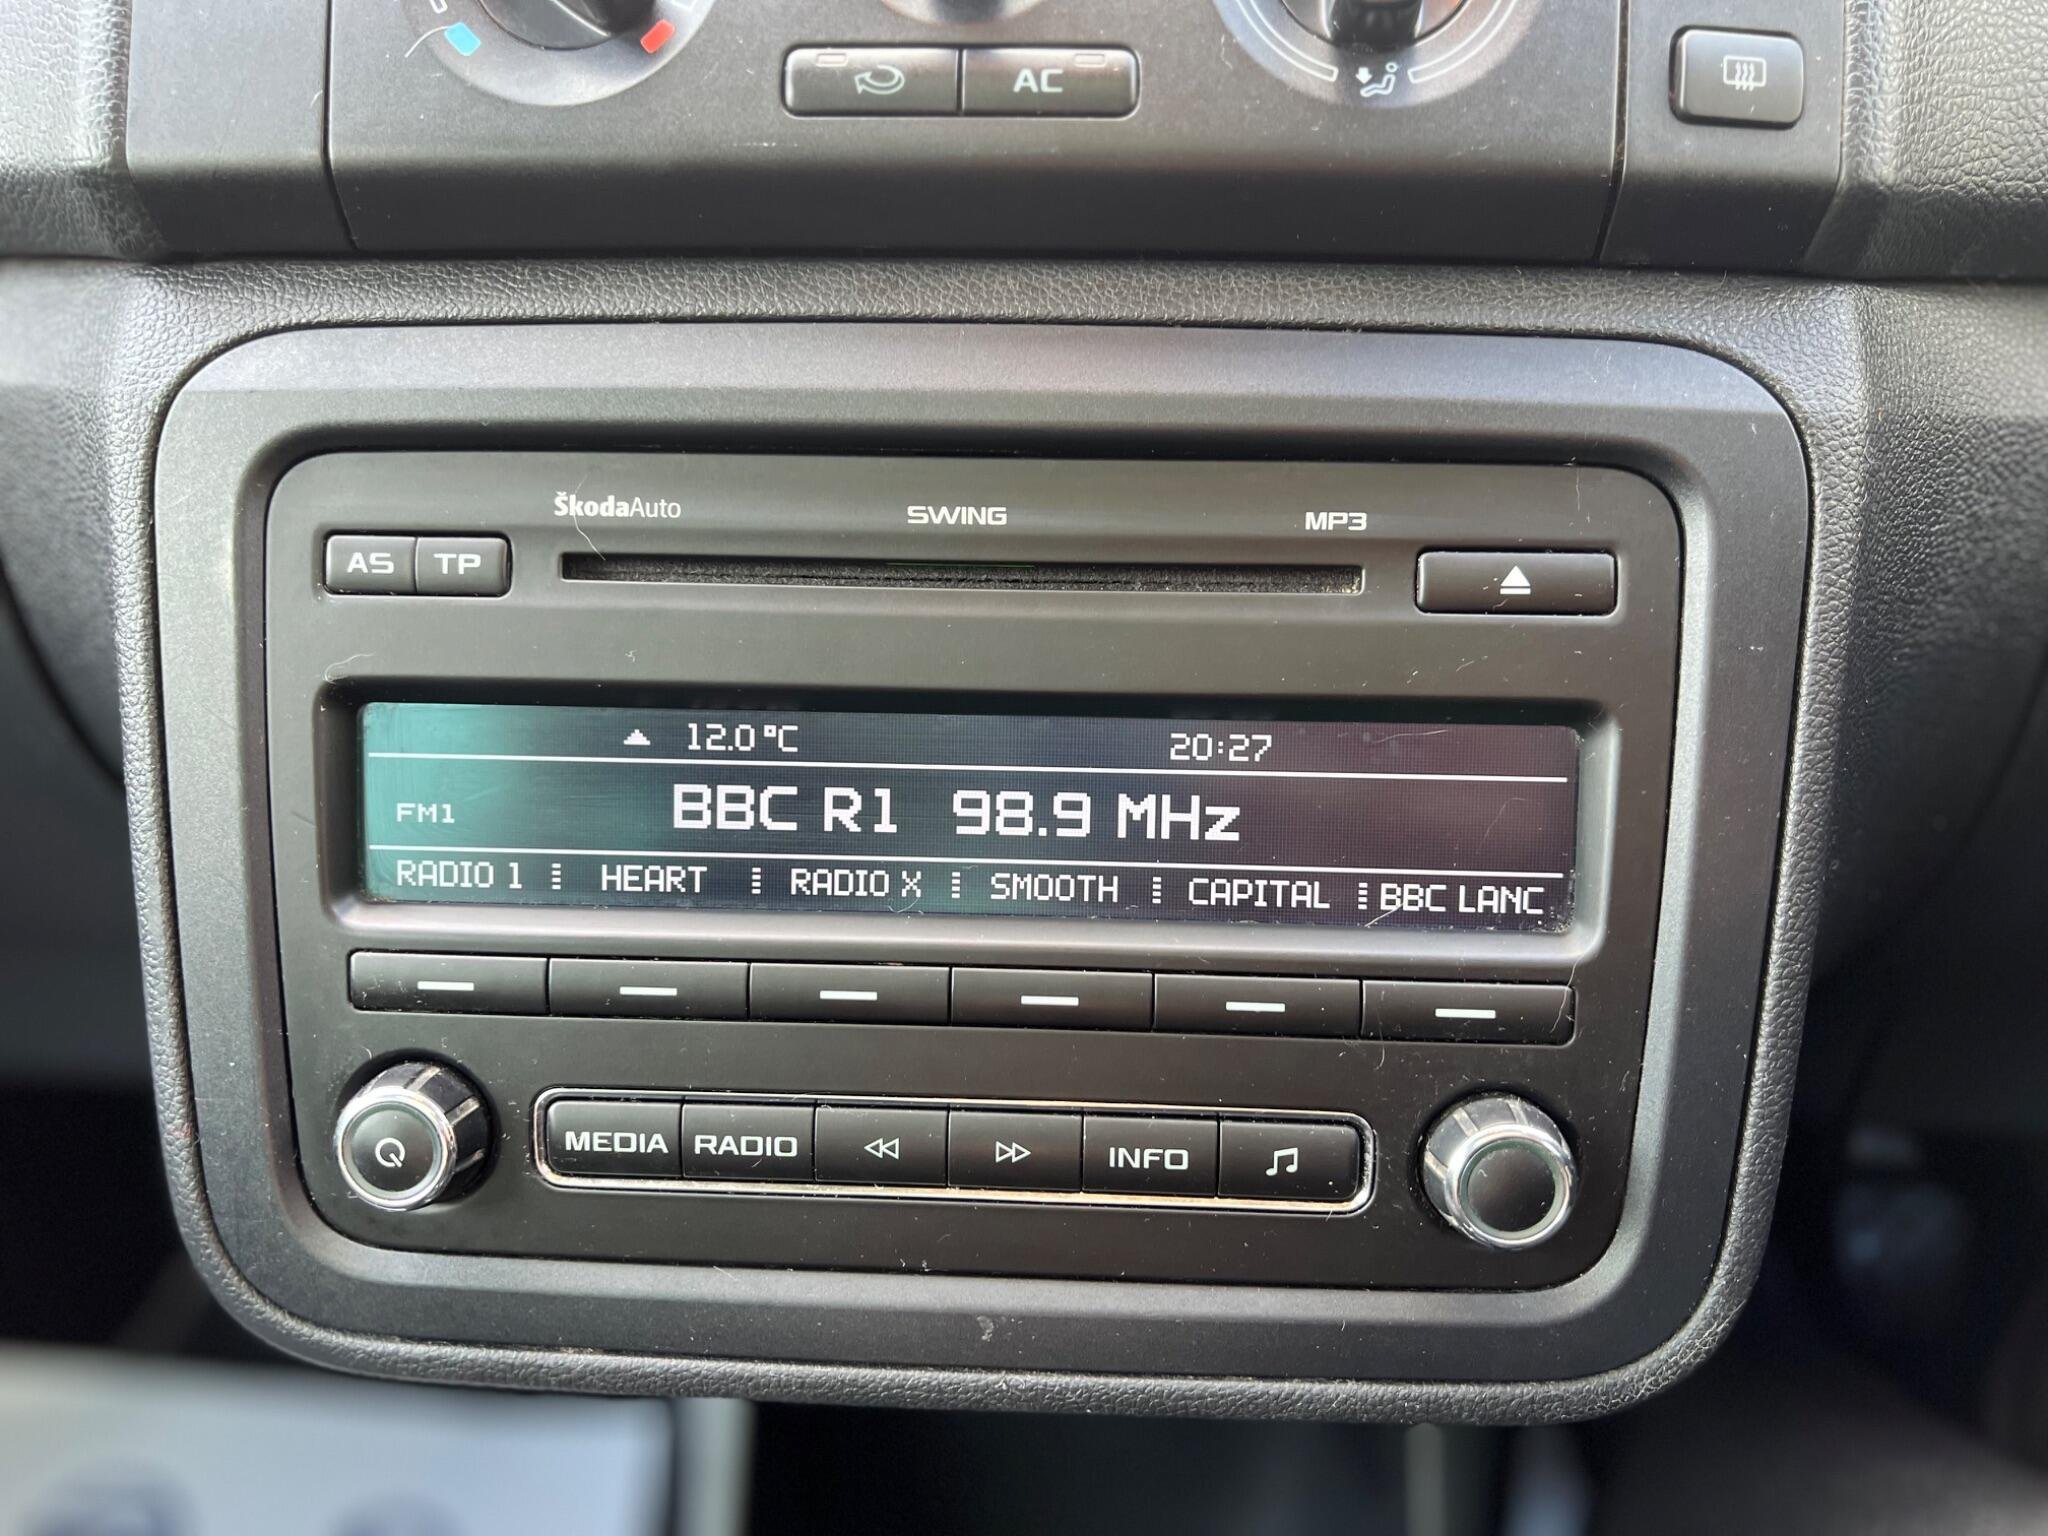 AC
ŠkodaAuto SWING MP3
AS TP
12.0 °C 20:27
FM1 BBC R1 98.9 MHz
RADIO 1 HEART RADIO X SMOOTH CAPITAL BBC LANC
MEDIA RADIO INFO